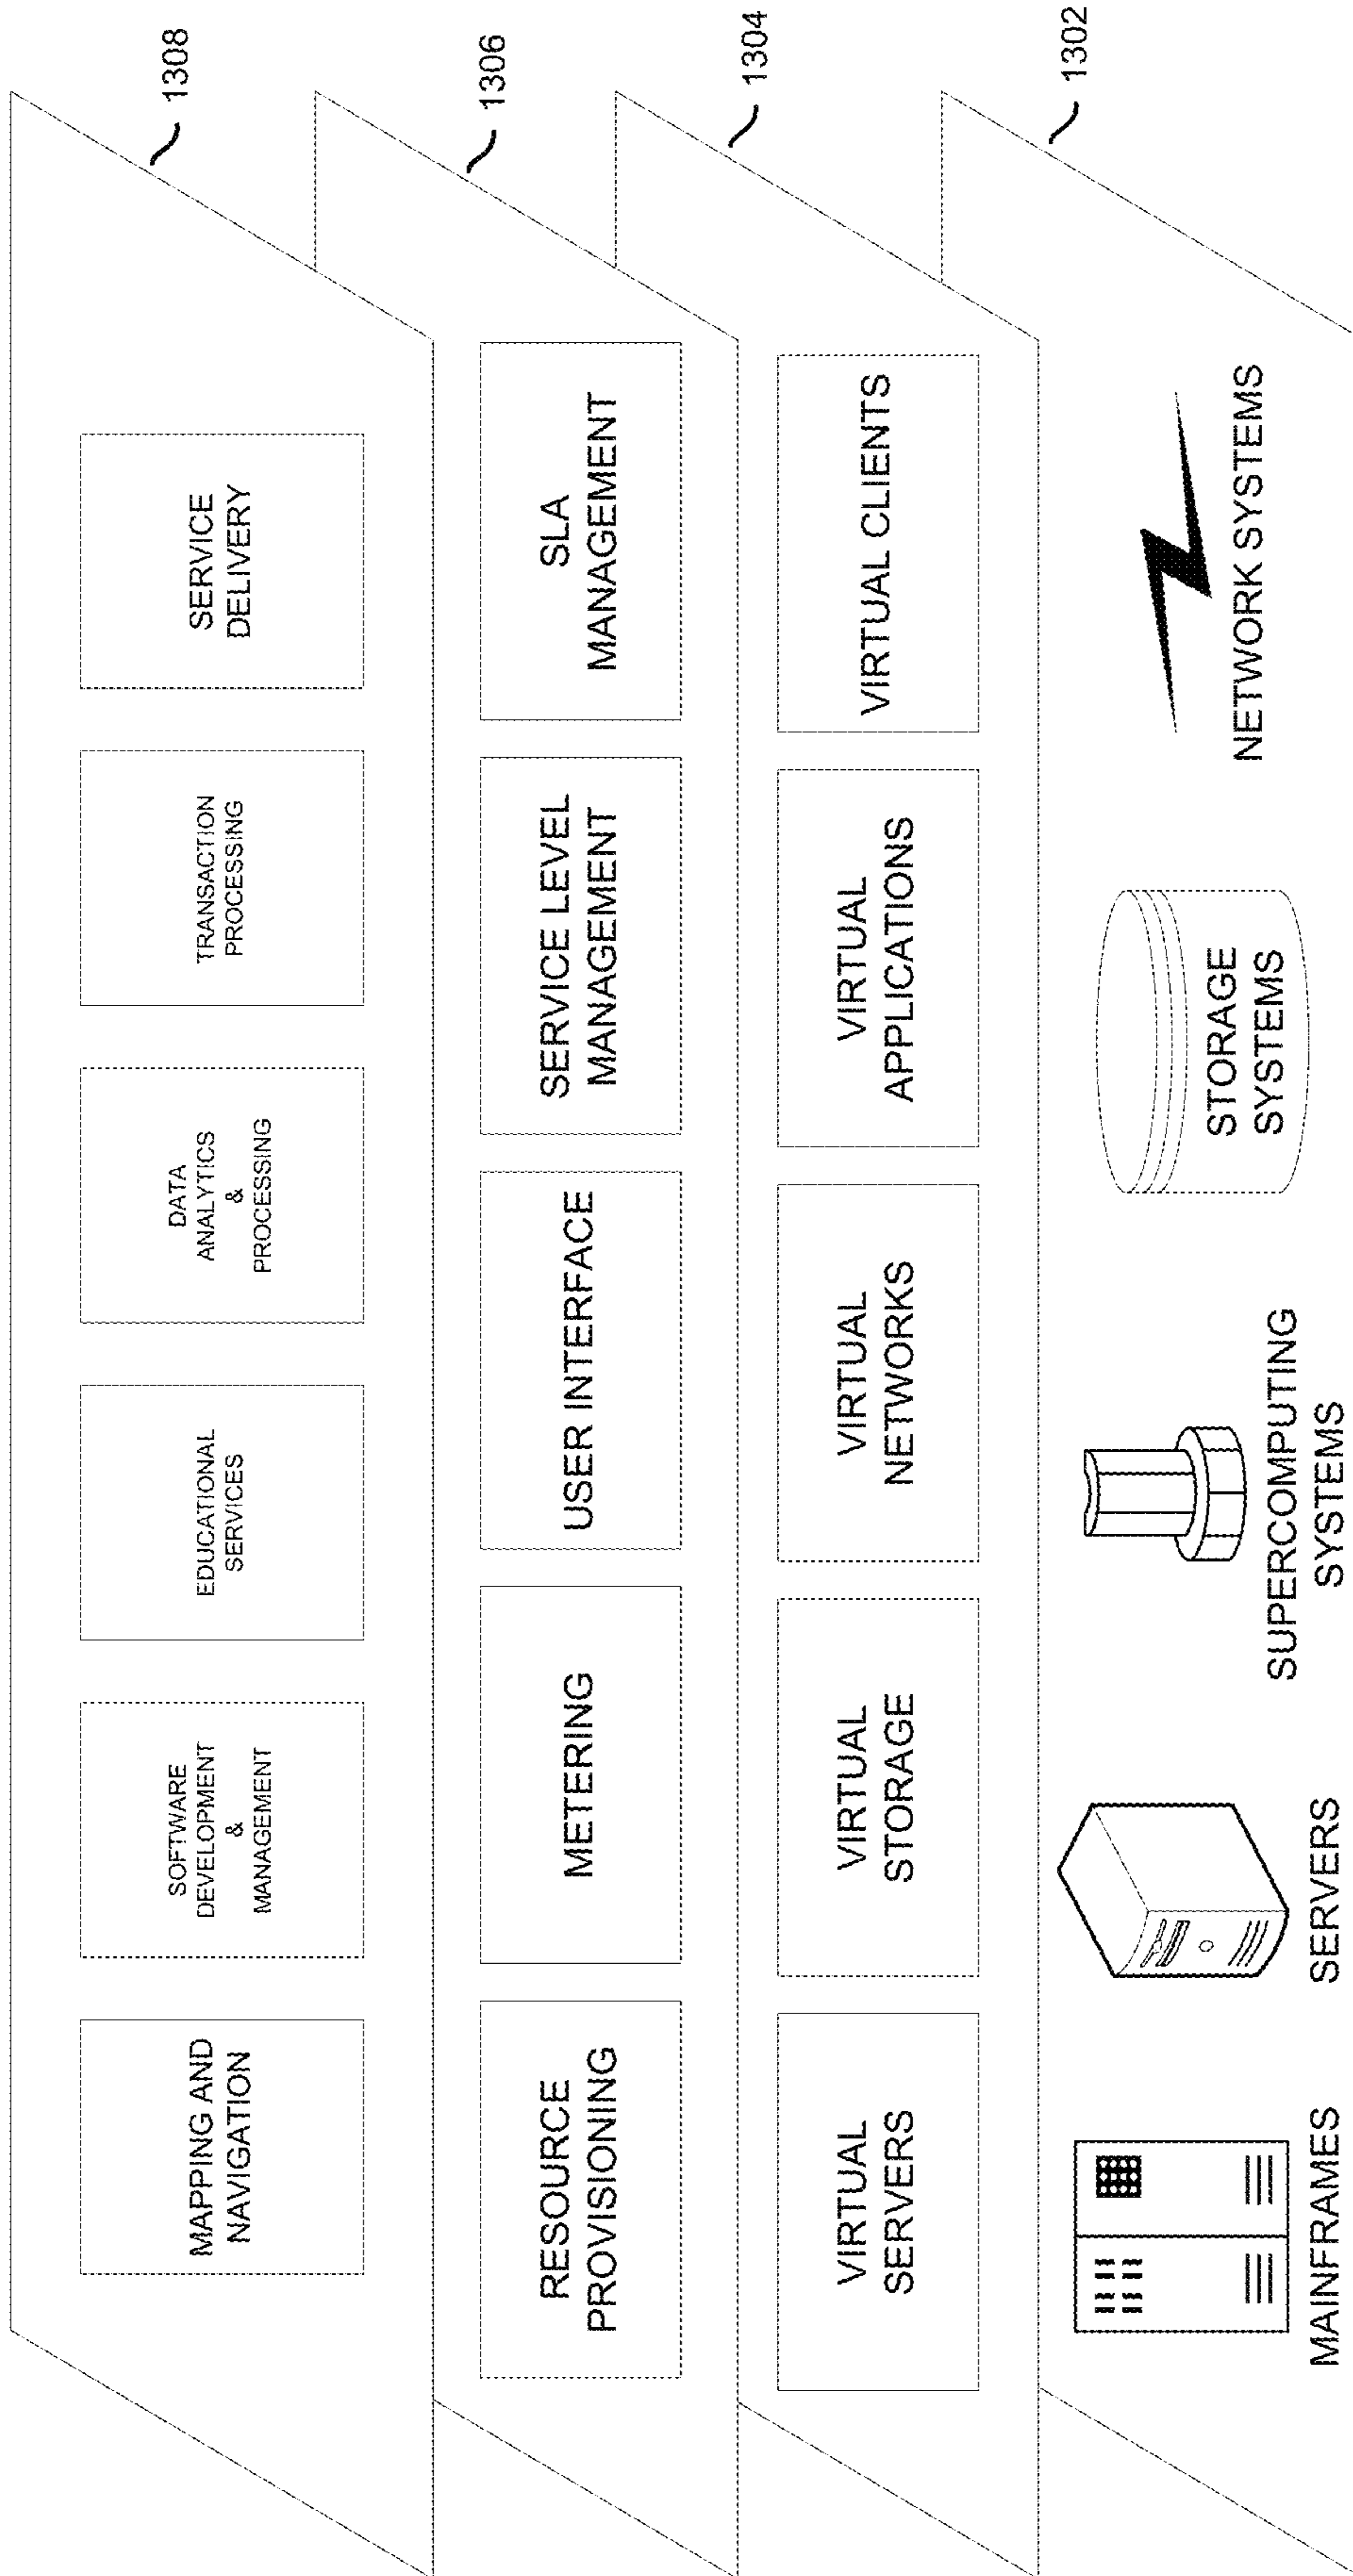 1308
MAPPING AND
NAVIGATION
SOFTWARE
DEVELOPMENT
&
MANAGEMENT
EDUCATIONAL
SERVICES
DATA
ANALYTICS
&
PROCESSING
TRANSACTION
PROCESSING
SERVICE
DELIVERY
1306
RESOURCE
PROVISIONING
METERING
USER INTERFACE
SERVICE LEVEL
MANAGEMENT
SLA
MANAGEMENT
1304
VIRTUAL
SERVERS
VIRTUAL
STORAGE
VIRTUAL
NETWORKS
VIRTUAL
APPLICATIONS
VIRTUAL CLIENTS
1302
MAINFRAMES
SERVERS
SUPERCOMPUTING
SYSTEMS
STORAGE
SYSTEMS
NETWORK SYSTEMS